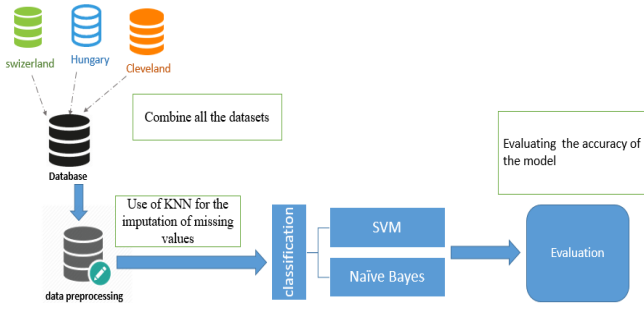 swizerland
Hungary
Cleveland
Combine all the datasets
Database
Evaluating the accuracy of
the model
Use of KNN for the
imputation of missing
values
data preprocessing
classification
SVM
Naïve Bayes
Evaluation